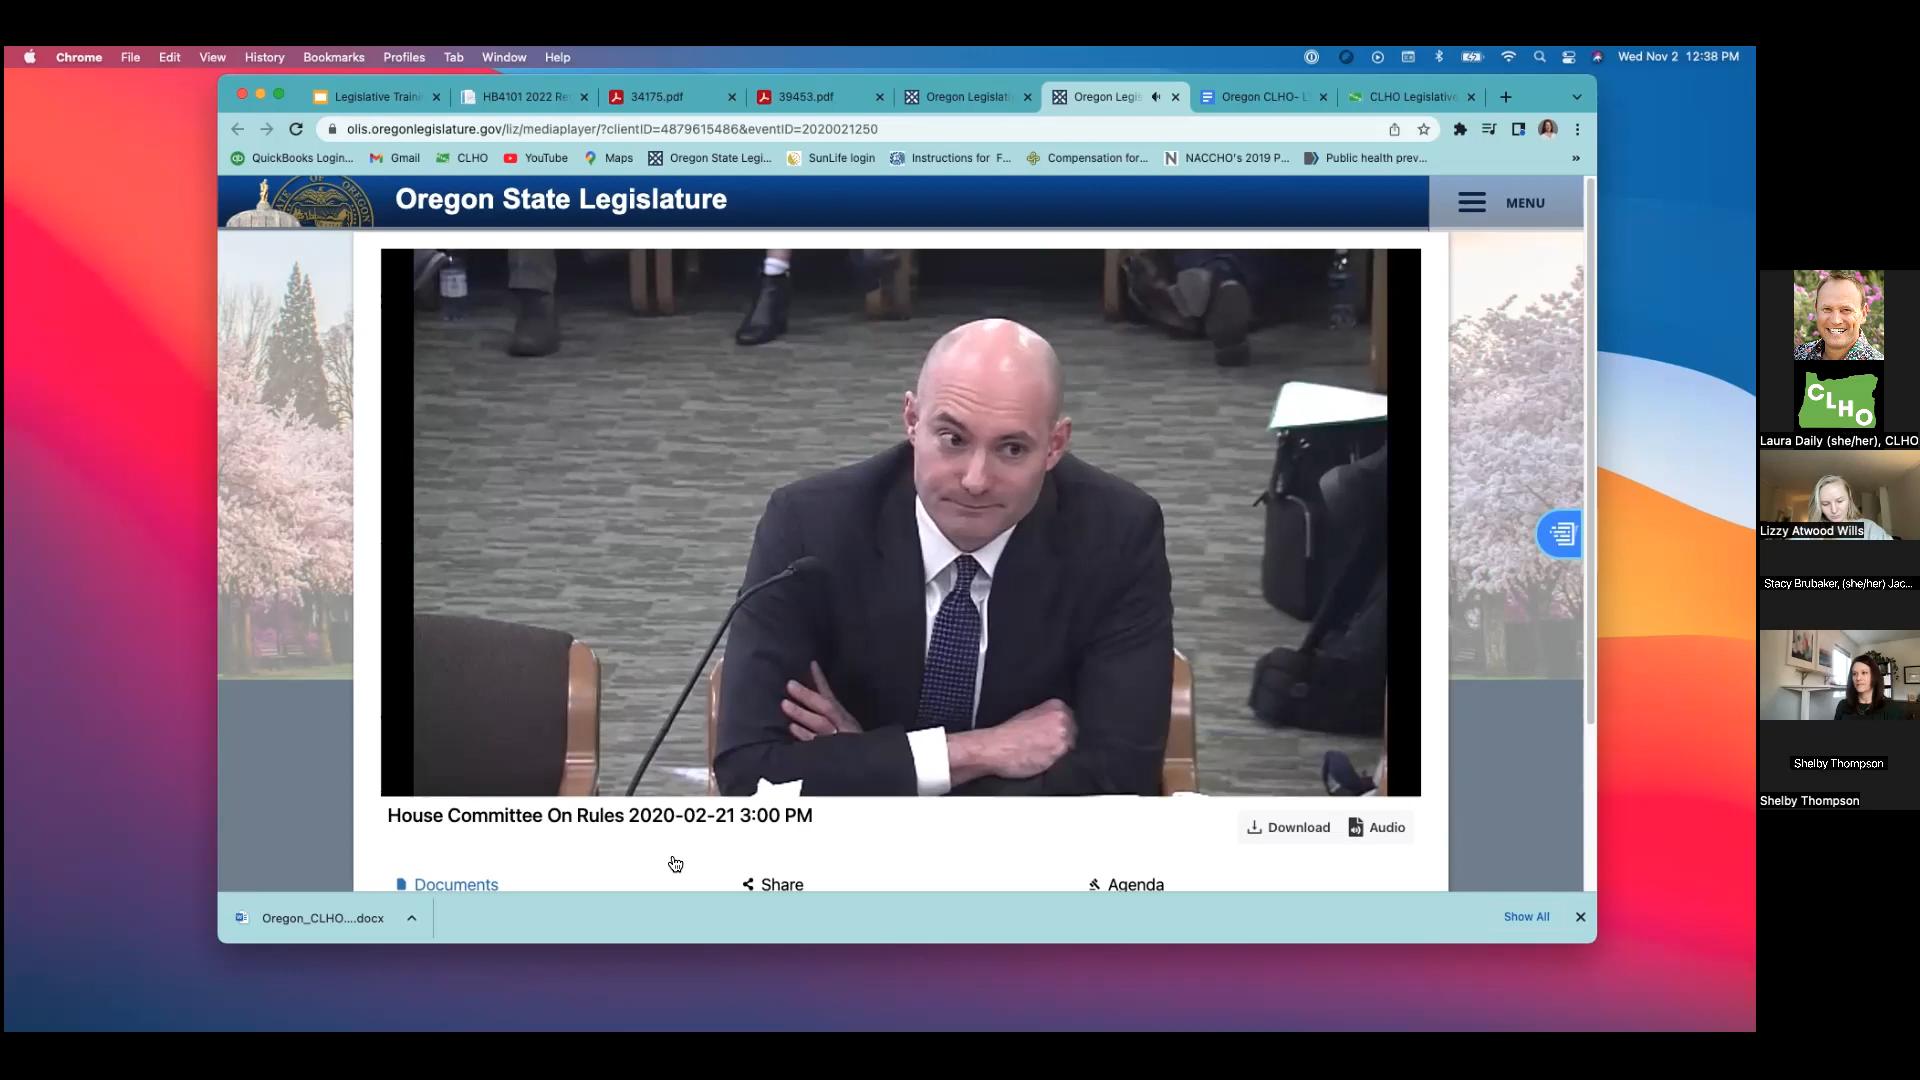 Chrome File Edit View History Bookmarks Profiles Tab Window Help
Wed Nov 2 12:38 PM
Legislative Traini
HB4101 2022 Re
34175.pdf
39453.pdf
Oregon Legislati
Oregon Legis
Oregon CLHO- L
CLHO Legislative
olis.oregonlegislature.gov/liz/mediaplayer/?clientID=4879615486&eventID=2020021250
QuickBooks Login...
Gmail
CLHO
YouTube
Maps
Oregon State Legi...
SunLife login
Instructions for F...
Compensation for...
NACCHO's 2019 P...
Public health prev...
»
Oregon State Legislature
MENU
House Committee On Rules 2020-02-21 3:00 PM
Download
Audio
Documents
Share
Agenda
Oregon_CLHO....docx
Show All
CLHO
Laura Daily (she/her), CLHO
Lizzy Atwood Wills
Stacy Brubaker, (she/her) Jac...
Shelby Thompson
Shelby Thompson